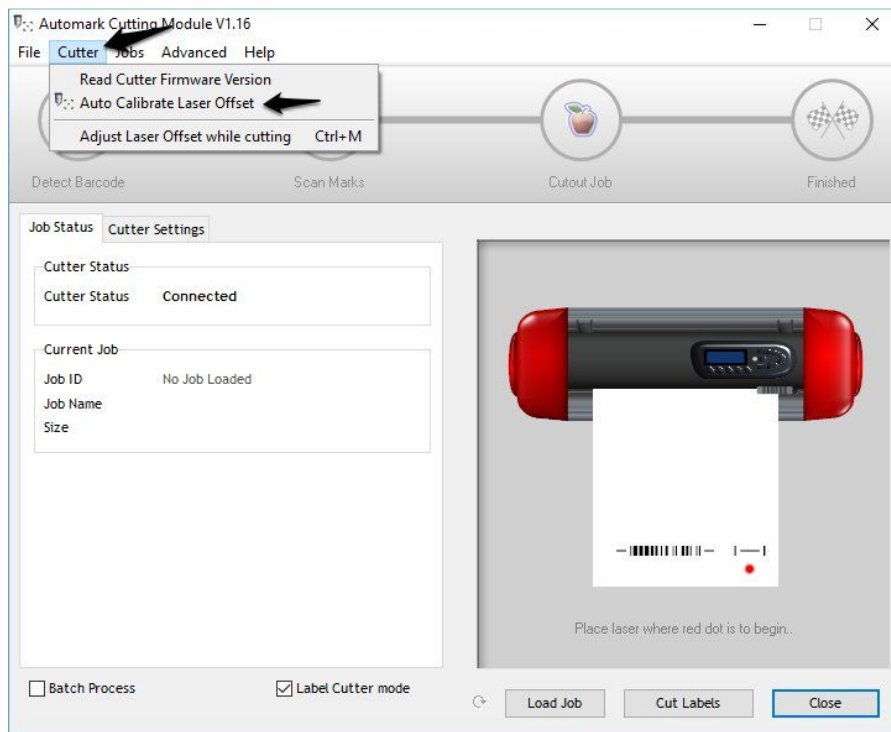 Automark Cutting Module V1.16
File Cutter Jobs Advanced Help
Read Cutter Firmware Version
Auto Calibrate Laser Offset
Adjust Laser Offset while cutting Ctrl+M
Detect Barcode Scan Marks Cutout Job Finished
Job Status Cutter Settings
Cutter Status
Cutter Status Connected
Current Job
Job ID No Job Loaded
Job Name
Size
Place laser where red dot is to begin..
Batch Process Label Cutter mode
Load Job Cut Labels Close